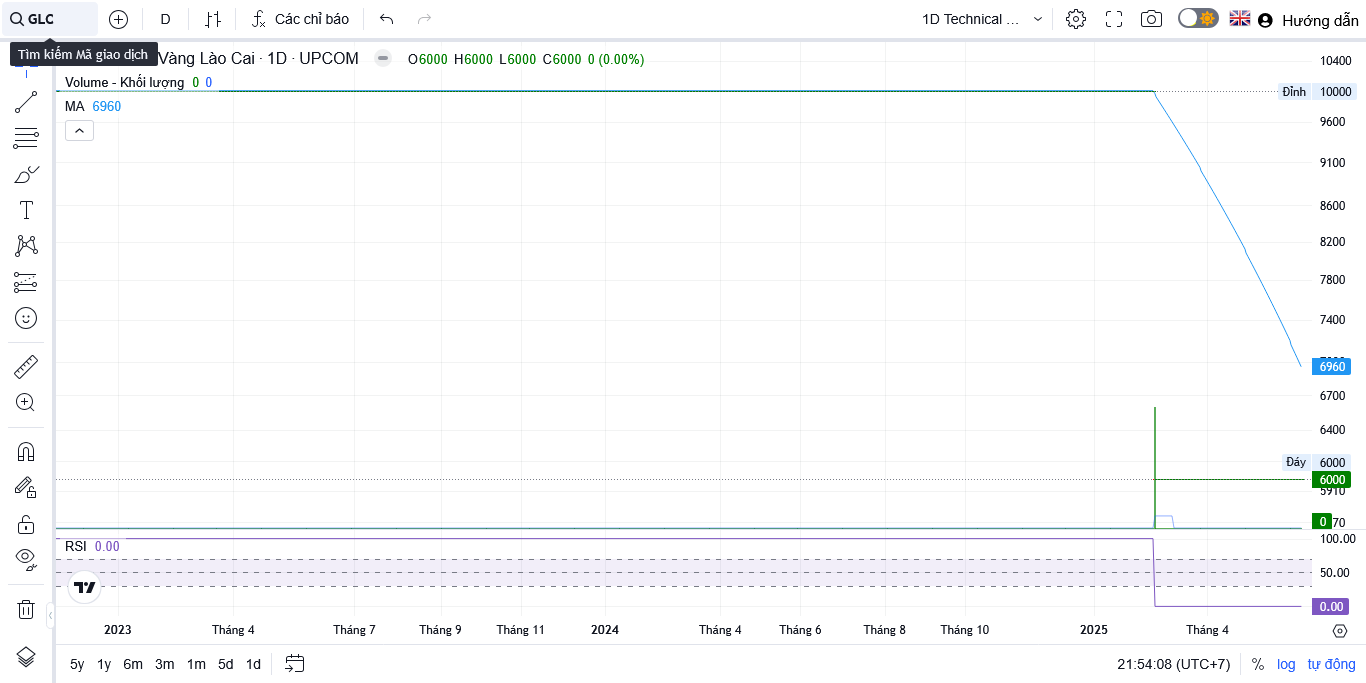 GLC D Các chỉ báo 1D Technical ... Hướng dẫn
Tìm kiếm Mã giao dịch Vàng Lào Cai · 1D · UPCOM O6000 H6000 L6000 C6000 0 (0.00%)
Volume - Khối lượng 0 0
MA 6960
10400
Đỉnh 10000
9600
9100
8600
8200
7800
7400
6960
6700
6400
Đáy 6000
6000
5910
0
RSI 0.00
100.00
50.00
0.00
2023 Tháng 4 Tháng 7 Tháng 9 Tháng 11 2024 Tháng 4 Tháng 6 Tháng 8 Tháng 10 2025 Tháng 4
5y 1y 6m 3m 1m 5d 1d 21:54:08 (UTC+7) % log tự động